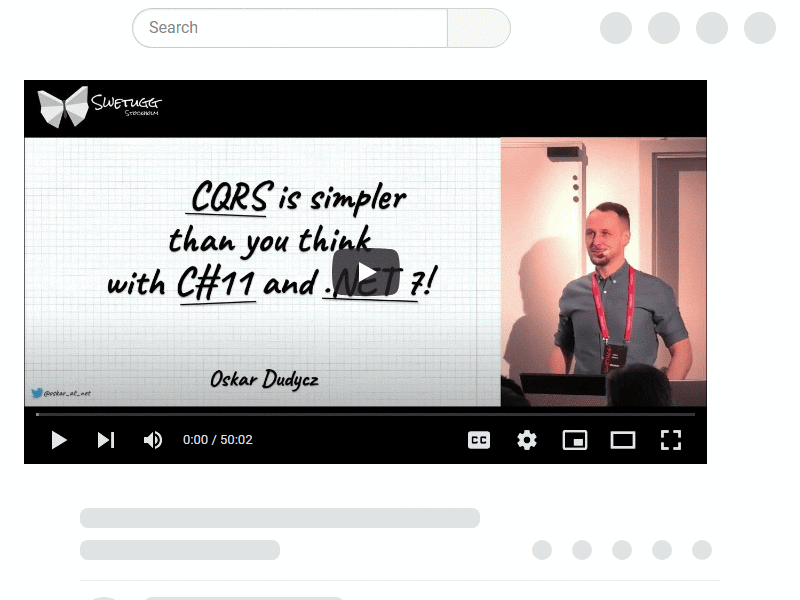 Search
Swetugg
Stockholm
CQRS is simpler
than you think
with C#11 and .NET 7!
Oskar Dudycz
@oskar_at_net
0:00 / 50:02
CC